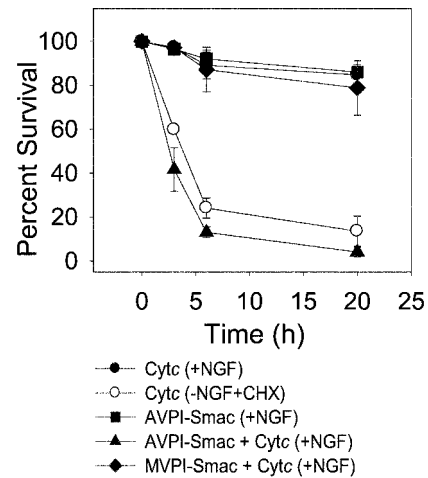 100
80
60
40
20
0
Percent Survival
0 5 10 15 20 25
Time (h)
Cytc (+NGF)
Cytc (-NGF+CHX)
AVPI-Smac (+NGF)
AVPI-Smac + Cytc (+NGF)
MVPI-Smac + Cytc (+NGF)